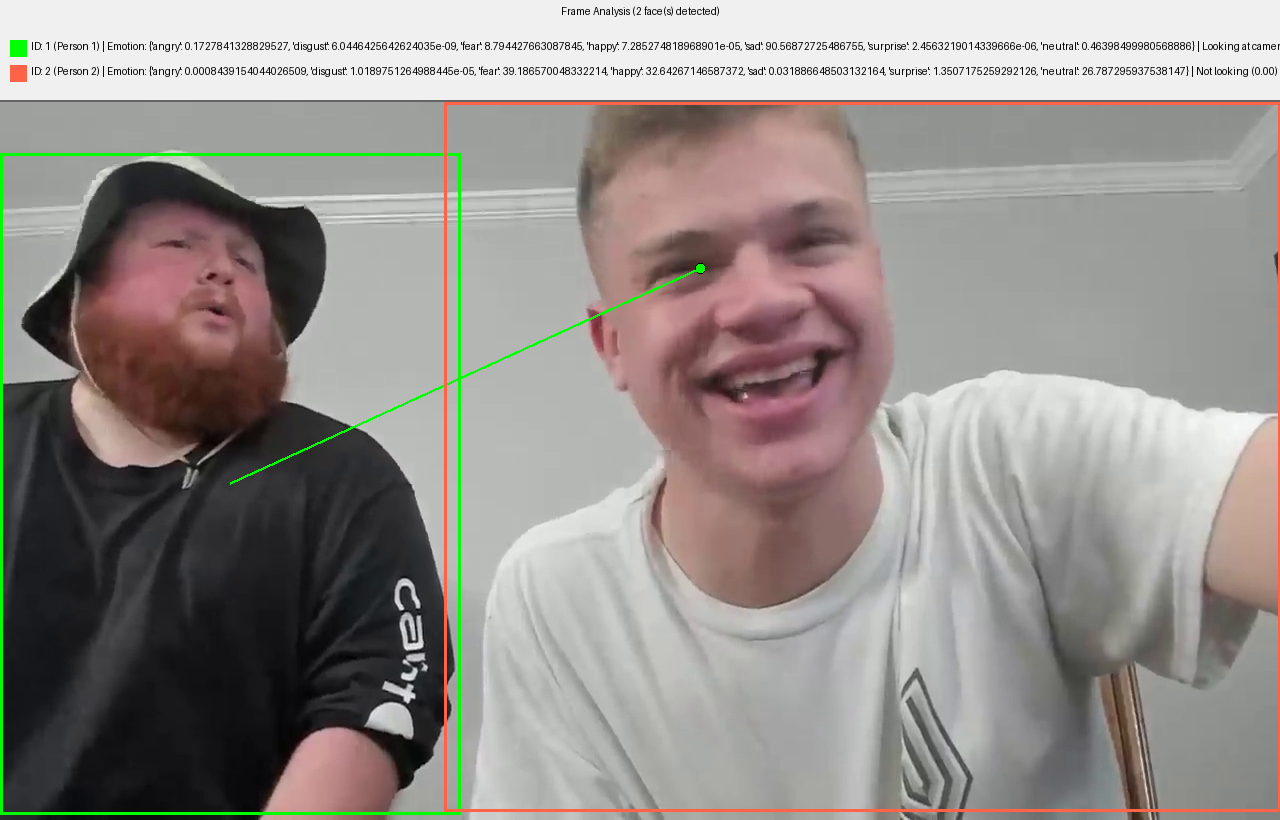 Frame Analysis (2 face(s) detected)
ID: 1 (Person 1) | Emotion: {'angry': 0.1727841328829527, 'disgust': 6.0446425642624035e-09, 'fear': 8.794427663087845, 'happy': 7.285274818968901e-05, 'sad': 90.56872725486755, 'surprise': 2.4563219014339666e-06, 'neutral': 0.46398499980568886} | Looking at camer
ID: 2 (Person 2) | Emotion: {'angry': 0.0008439154044026509, 'disgust': 1.0189751264988445e-05, 'fear': 39.186570048332214, 'happy': 32.64267146587372, 'sad': 0.031886648503132164, 'surprise': 1.3507175259292126, 'neutral': 26.787295937538147} | Not looking (0.00)